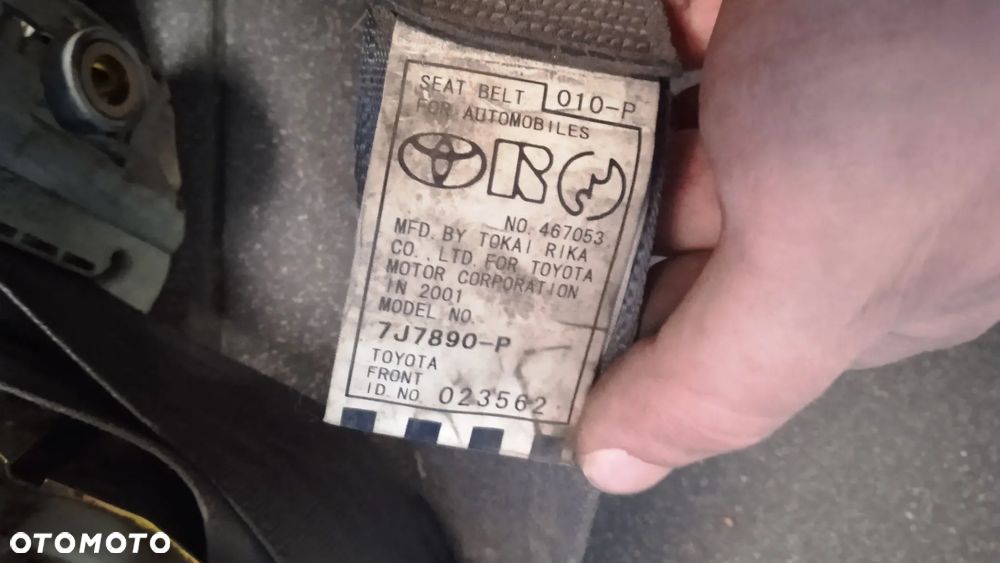 SEAT BELT 010-P
FOR AUTOMOBILES
NO. 467053
MFD. BY TOKAI RIKA
CO., LTD. FOR TOYOTA
MOTOR CORPORATION
IN 2001
MODEL NO.
7J7890-P
TOYOTA
FRONT
ID. NO. 023562
OTOMOTO